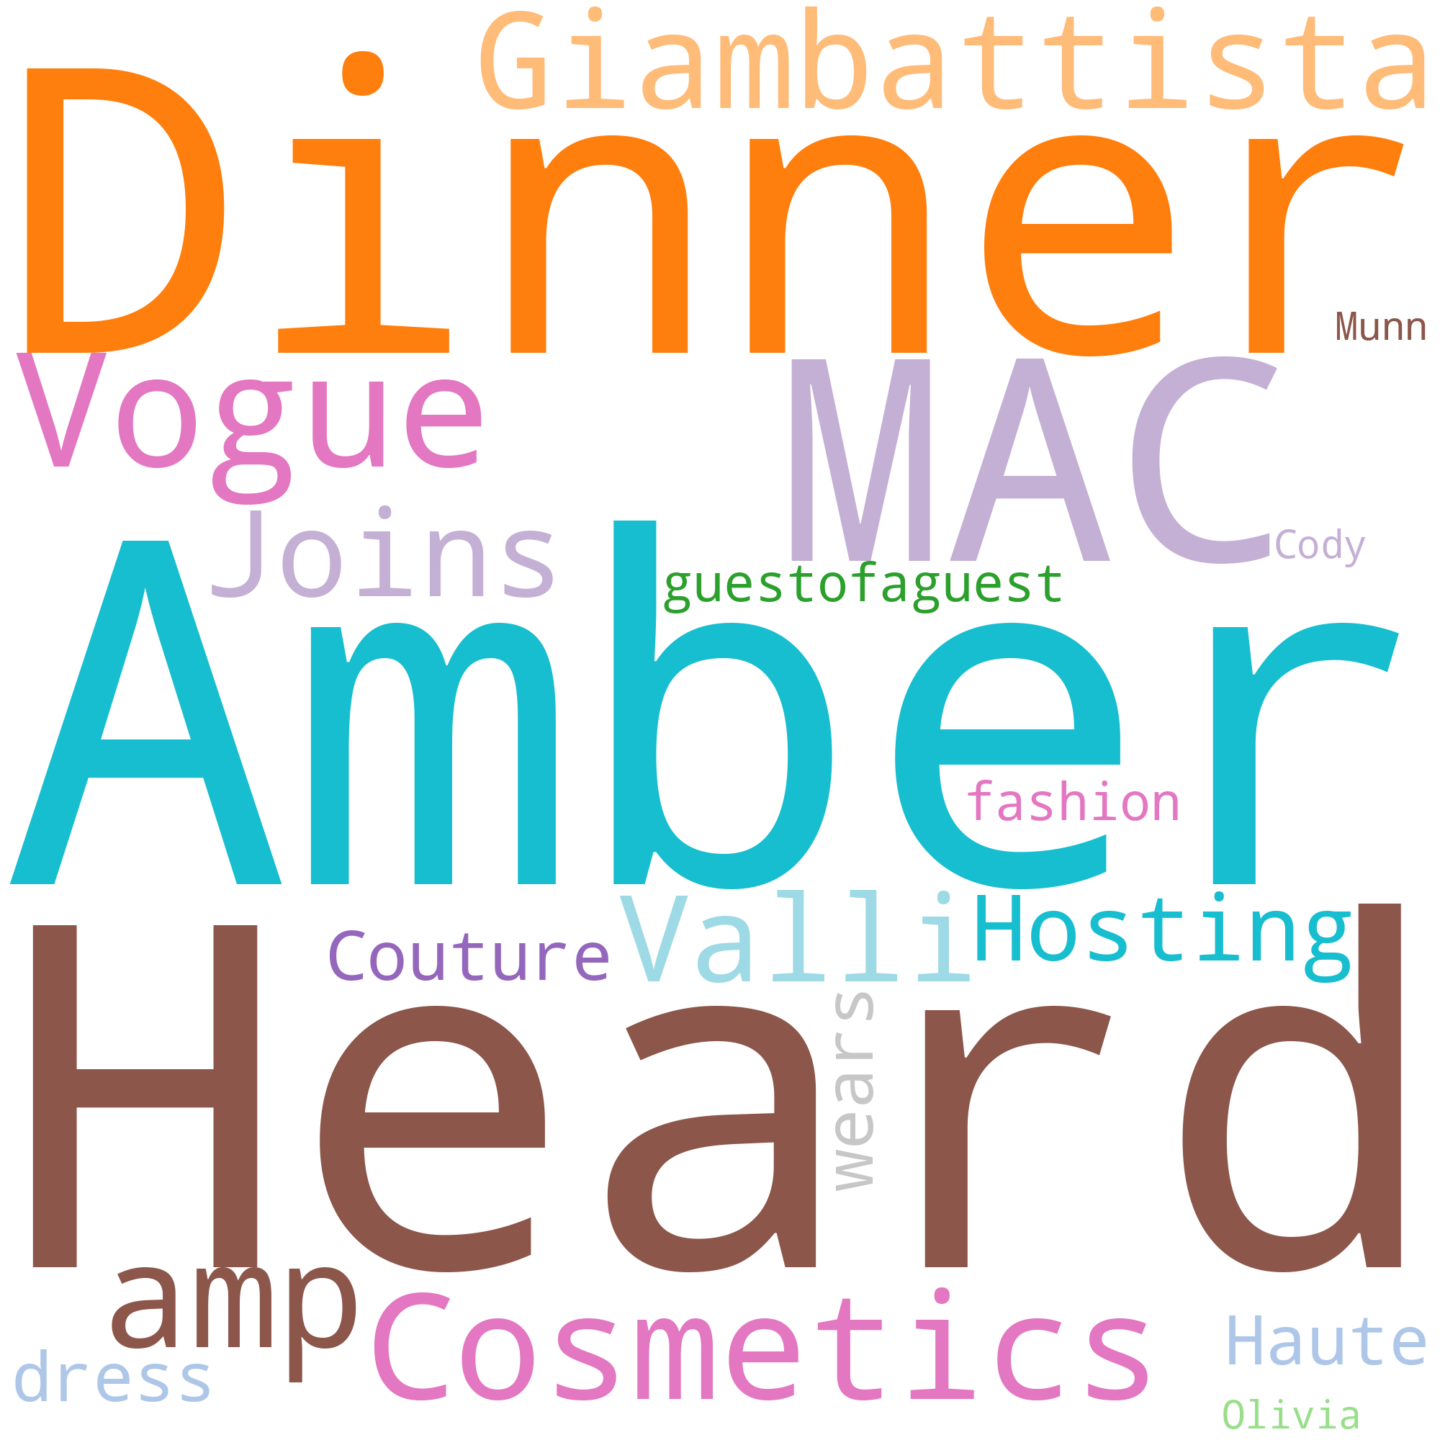 Giambattista
Dinner
Munn
Vogue
MAC
Joins
Cody
guestofaguest
Amber
fashion
Valli
Hosting
Couture
Heard
wears
amp
Cosmetics
Haute
dress
Olivia